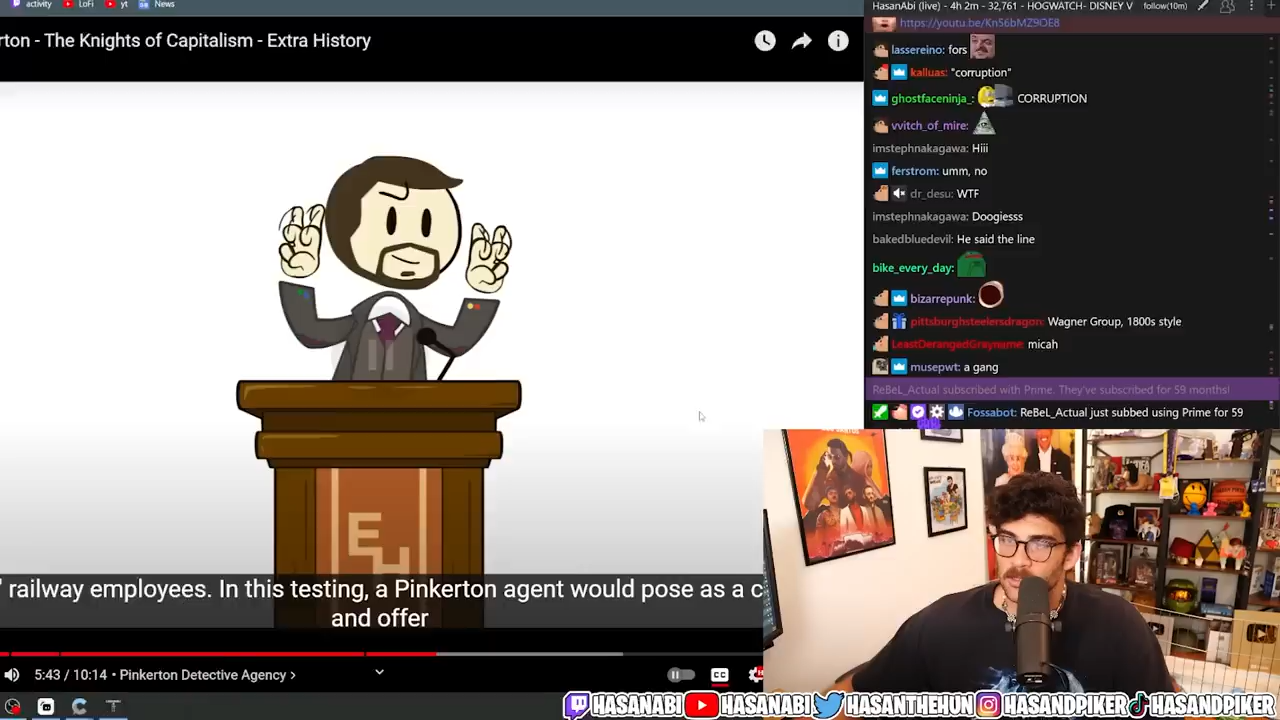 activity
LoFi
yt
News
rton - The Knights of Capitalism - Extra History
HasanAbi (live) - 4h 2m - 32,761 - HOGWATCH- DISNEY V
follow(10m)
https://youtu.be/Kn56bMZ9OE8
lassereino: fors
kalluas: "corruption"
ghostfaceninja_: CORRUPTION
vvitch_of_mire:
imstephnakagawa: Hiii
ferstrom: umm, no
dr_desu: WTF
imstephnakagawa: Doogiesss
bakedbluedevil: He said the line
bike_every_day:
bizarrepunk:
pittsburghsteelersdragon: Wagner Group, 1800s style
LeastDerangedGrayname: micah
musepwt: a gang
ReBeL_Actual subscribed with Prime. They've subscribed for 59 months!
Fossabot: ReBeL_Actual just subbed using Prime for 59
EH
' railway employees. In this testing, a Pinkerton agent would pose as a c
and offer
5:43 / 10:14 • Pinkerton Detective Agency >
CC
HASANABI
HASANABI
HASANTHEHUN
HASANDPIKER
HASANDPIKER